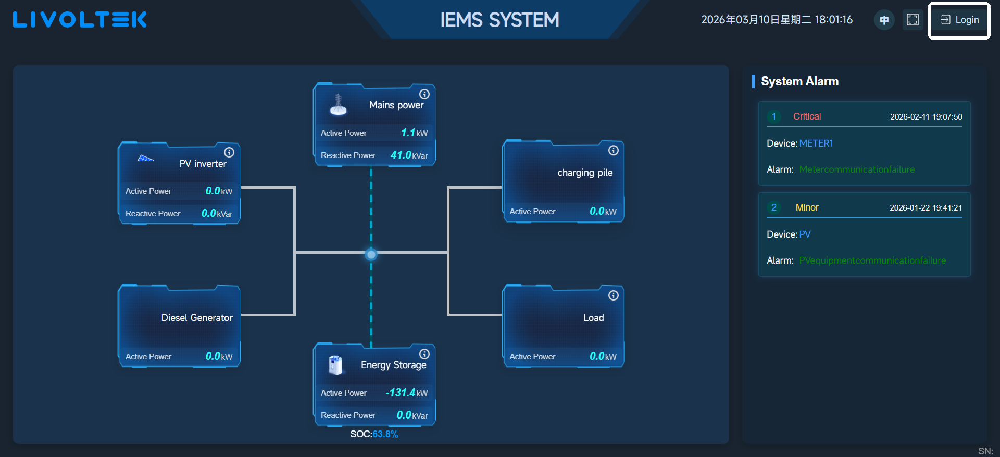 LIVOLTEK
IEMS SYSTEM
2026年03月10日星期二 18:01:16
中
Login
Mains power
Active Power 1.1kW
Reactive Power 41.0kVar
PV inverter
Active Power 0.0kW
Reactive Power 0.0kVar
charging pile
Active Power 0.0kW
Diesel Generator
Active Power 0.0kW
Load
Active Power 0.0kW
Energy Storage
Active Power -131.4kW
Reactive Power 0.0kVar
SOC:63.8%
System Alarm
1 Critical 2026-02-11 19:07:50
Device: METER1
Alarm: Metercommunicationfailure
2 Minor 2026-01-22 19:41:21
Device: PV
Alarm: PVequipmentcommunicationfailure
SN: